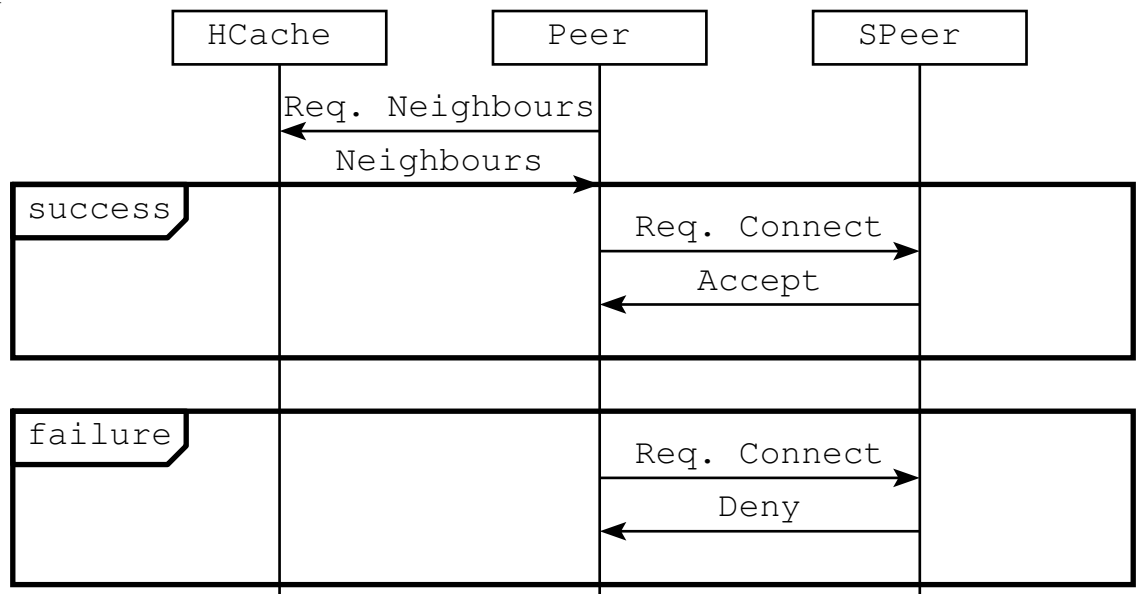 HCache Peer SPeer
Req. Neighbours
Neighbours
success
Req. Connect
Accept
failure
Req. Connect
Deny